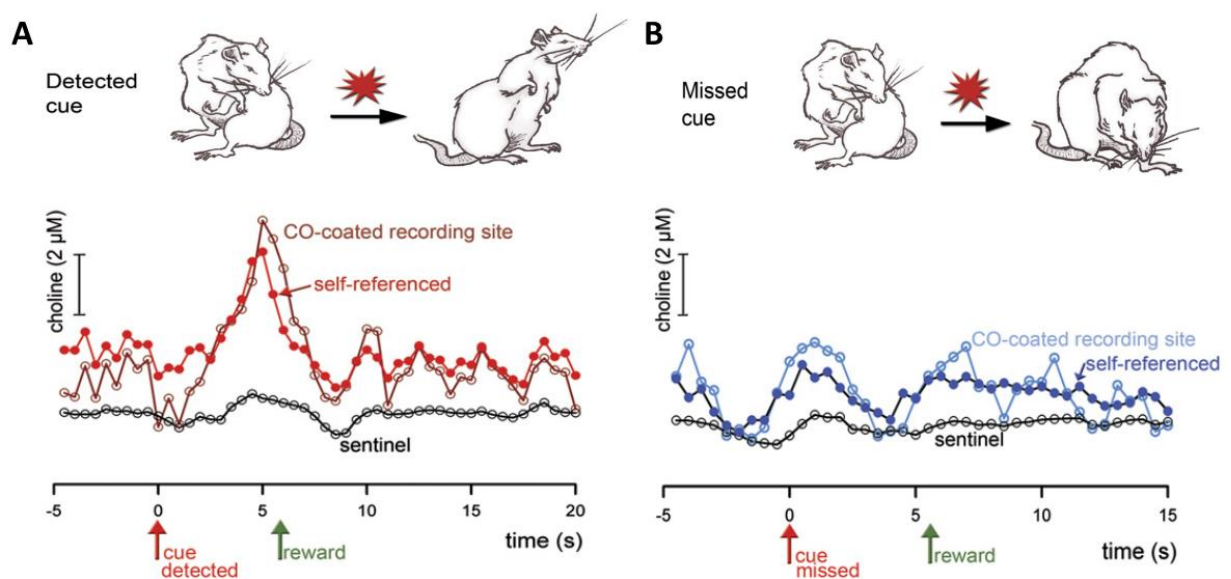 A
Detected
cue
choline (2 µM)
CO-coated recording site
self-referenced
sentinel
-5 0 5 10 15 20
cue
detected
reward
time (s)
B
Missed
cue
choline (2 µM)
CO-coated recording site
self-referenced
sentinel
-5 0 5 10 15
cue
missed
reward
time (s)